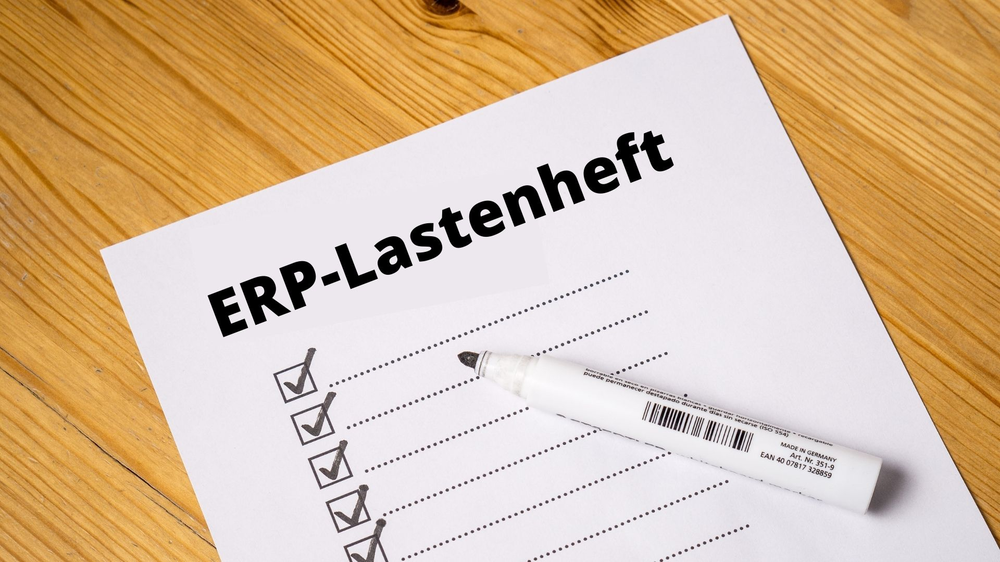 ERP-Lastenheft
borrable en seco en pizarras blancas • guardar horizontalmente • recargable
puede permanecer destapado durante días sin secarse (ISO 554)
MADE IN GERMANY
Art. Nr. 351-9
EAN 40 07817 328859